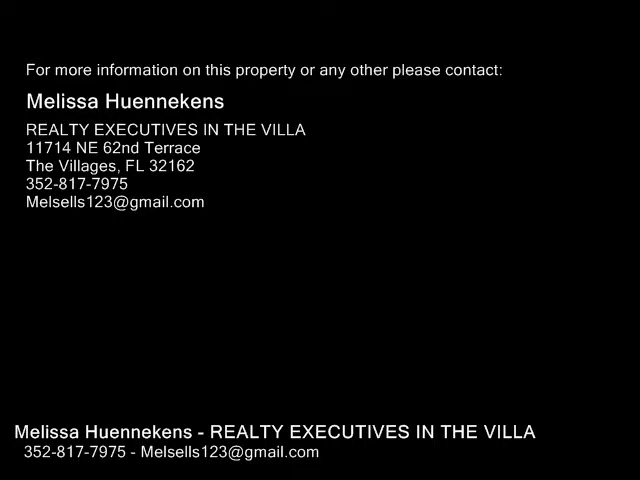 For more information on this property or any other please contact:
Melissa Huennekens
REALTY EXECUTIVES IN THE VILLA
11714 NE 62nd Terrace
The Villages, FL 32162
352-817-7975
Melsells123@gmail.com
Melissa Huennekens - REALTY EXECUTIVES IN THE VILLA
352-817-7975 - Melsells123@gmail.com